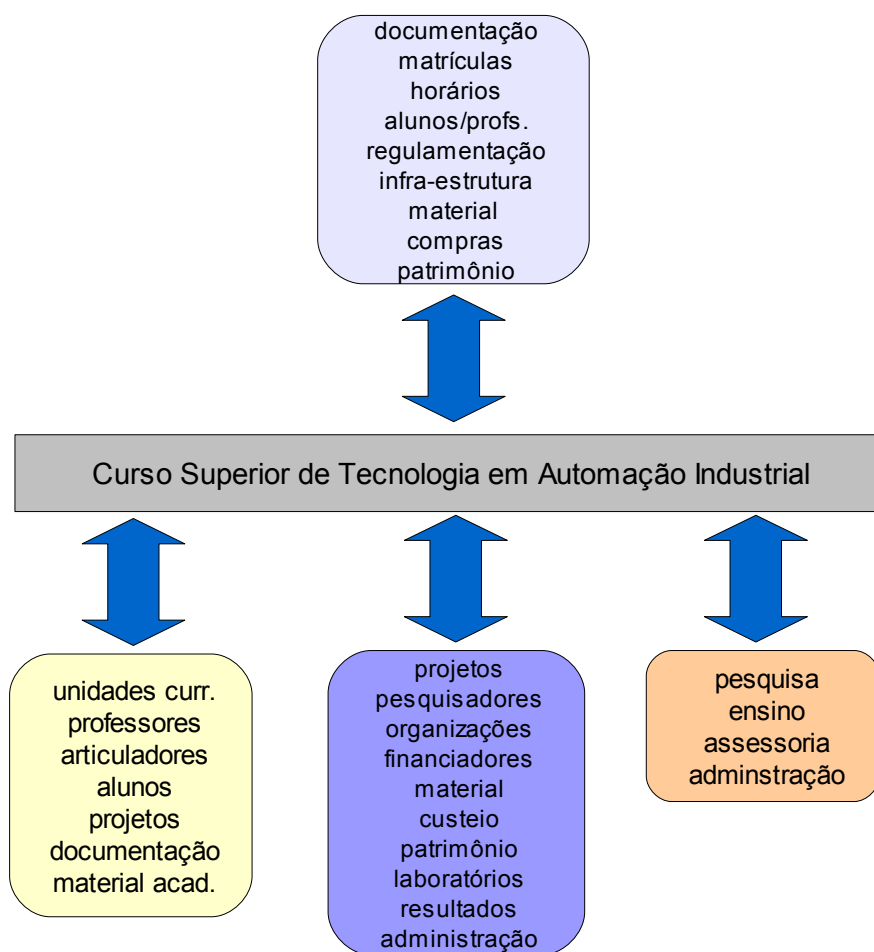 documentação
matrículas
horários
alunos/profs.
regulamentação
infra-estrutura
material
compras
patrimônio
Curso Superior de Tecnologia em Automação Industrial
unidades curr.
professores
articuladores
alunos
projetos
documentação
material acad.
projetos
pesquisadores
organizações
financiadores
material
custeio
patrimônio
laboratórios
resultados
administração
pesquisa
ensino
assessoria
adminstração